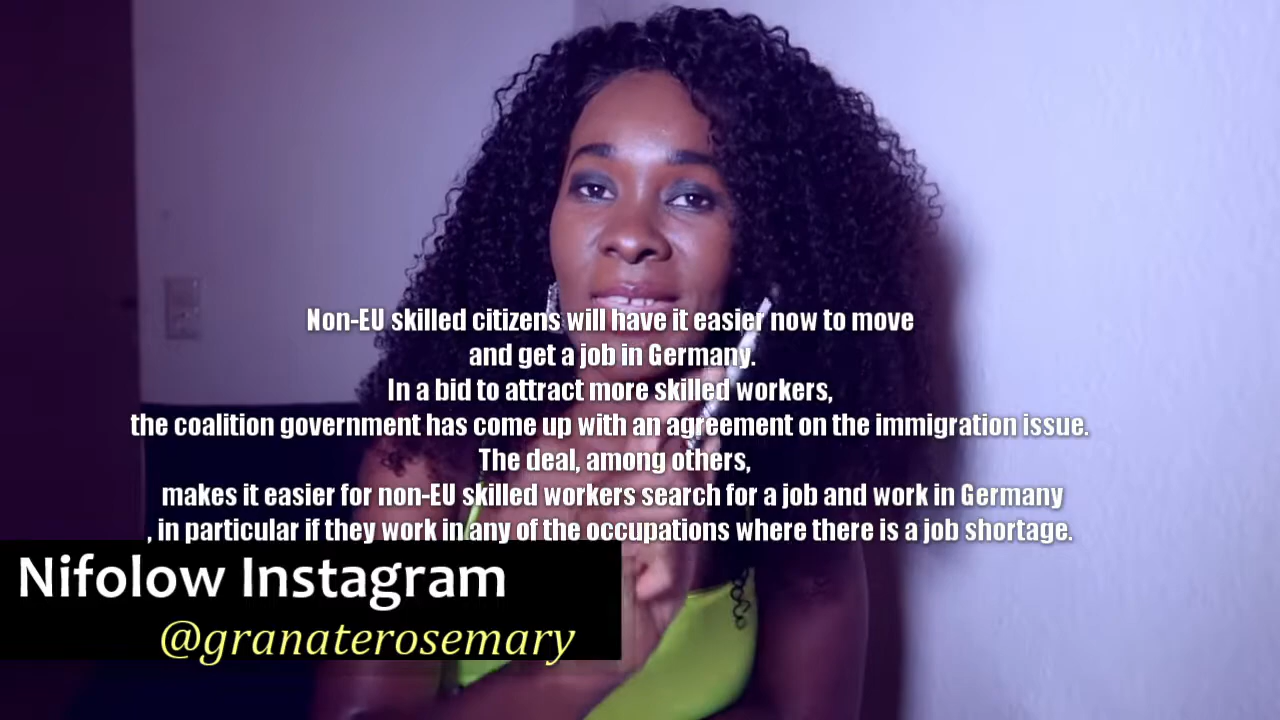 Non-EU skilled citizens will have it easier now to move
and get a job in Germany.
In a bid to attract more skilled workers,
the coalition government has come up with an agreement on the immigration issue.
The deal, among others,
makes it easier for non-EU skilled workers search for a job and work in Germany
, in particular if they work in any of the occupations where there is a job shortage.
Nifolow Instagram
@granaterosemary